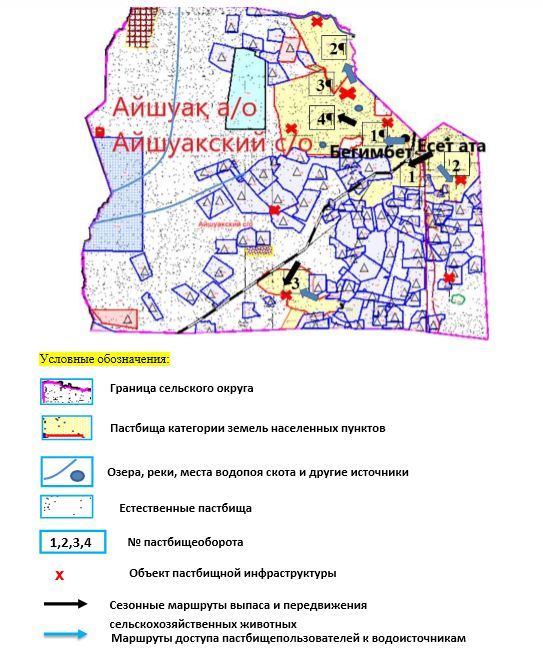 2¶
3¶
Айшуақ а/о
4¶
1¶
Айшуакский с/о
Бегимбет
Есет ата
2
1
Айшуакский с/о
3
Условные обозначения:
Граница сельского округа
Пастбища категории земель населенных пунктов
Озера, реки, места водопоя скота и другие источники
Естественные пастбища
1,2,3,4
№ пастбищеоборота
х
Объект пастбищной инфраструктуры
Сезонные маршруты выпаса и передвижения
сельскохозяйственных животных
Маршруты доступа пастбищепользователей к водоисточникам